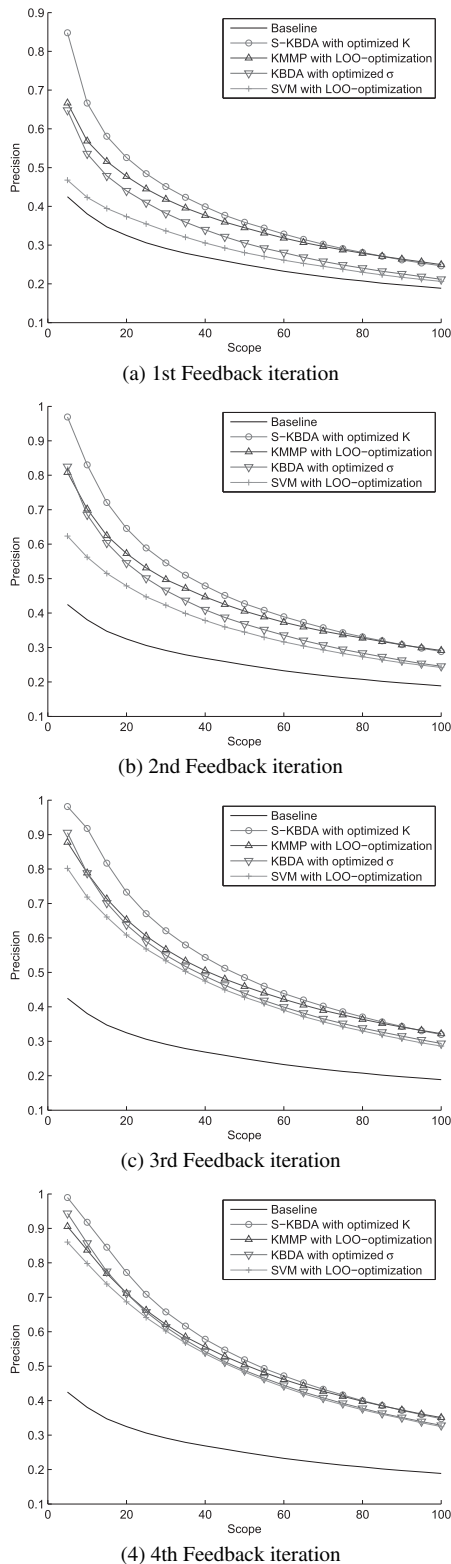 0.9
0.8
0.7
0.6
0.5
0.4
0.3
0.2
0.1
Precision
0 20 40 60 80 100
Scope
Baseline
S-KBDA with optimized K
KMMP with LOO-optimization
KBDA with optimized σ
SVM with LOO-optimization
(a) 1st Feedback iteration
1
0.9
0.8
0.7
0.6
0.5
0.4
0.3
0.2
0.1
Precision
0 20 40 60 80 100
Scope
Baseline
S-KBDA with optimized K
KMMP with LOO-optimization
KBDA with optimized σ
SVM with LOO-optimization
(b) 2nd Feedback iteration
1
0.9
0.8
0.7
0.6
0.5
0.4
0.3
0.2
0.1
Precision
0 20 40 60 80 100
Scope
Baseline
S-KBDA with optimized K
KMMP with LOO-optimization
KBDA with optimized σ
SVM with LOO-optimization
(c) 3rd Feedback iteration
1
0.9
0.8
0.7
0.6
0.5
0.4
0.3
0.2
0.1
Precision
0 20 40 60 80 100
Scope
Baseline
S-KBDA with optimized K
KMMP with LOO-optimization
KBDA with optimized σ
SVM with LOO-optimization
(4) 4th Feedback iteration